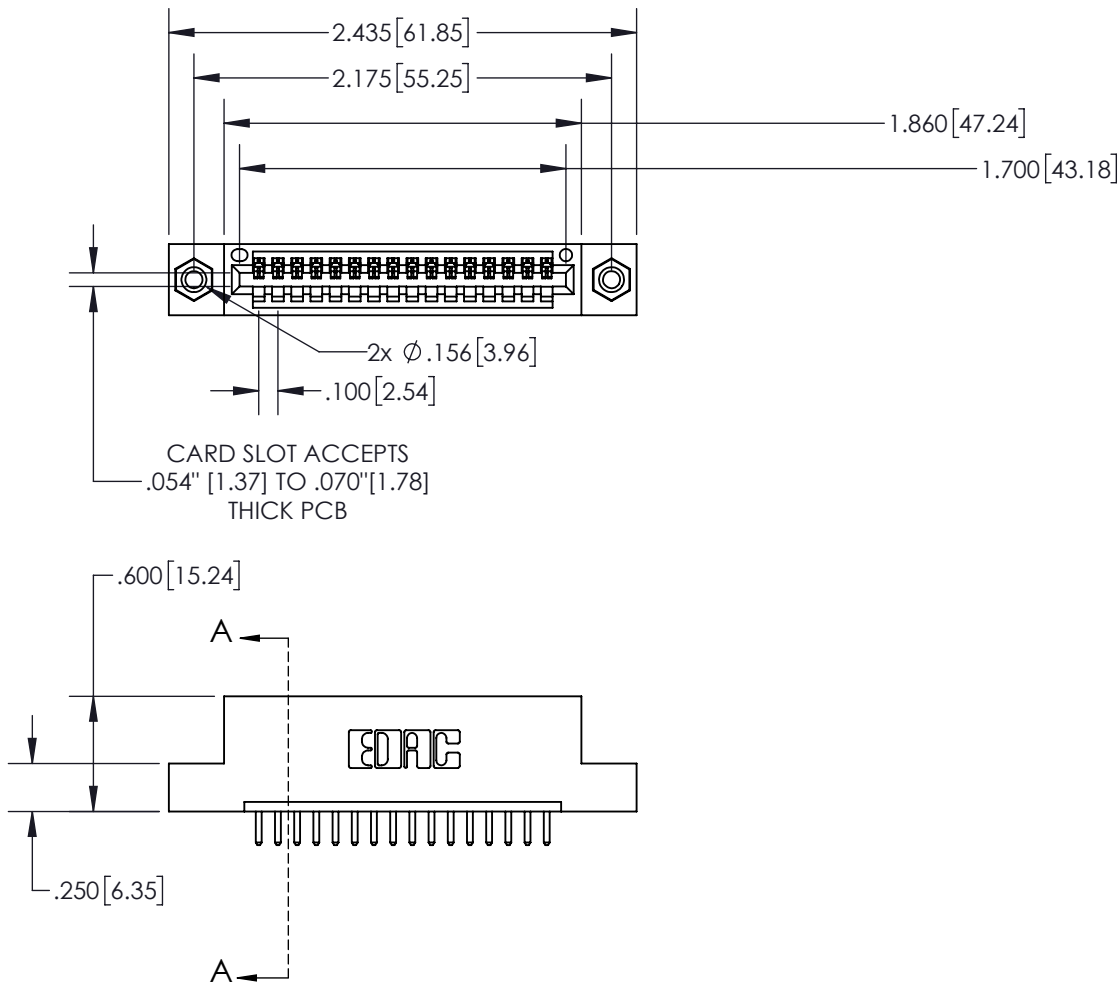 2.435[61.85]
2.175[55.25]
1.860[47.24]
1.700[43.18]
2x ∅.156[3.96]
.100[2.54]
CARD SLOT ACCEPTS
.054" [1.37] TO .070"[1.78]
THICK PCB
.600[15.24]
A
EDAC
.250[6.35]
A